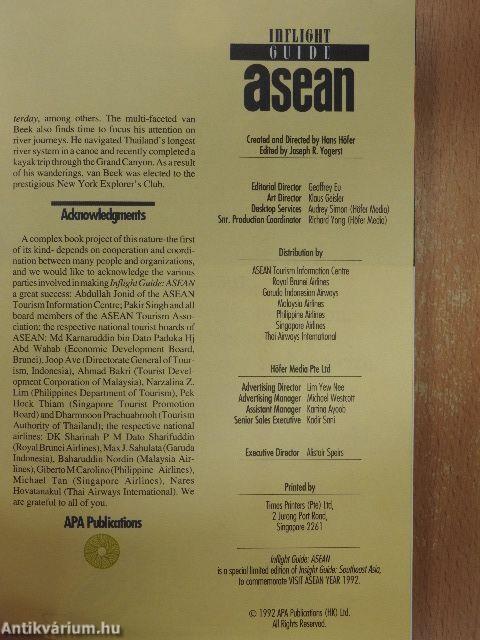 terday, among others. The multi-faceted van
Beek also finds time to focus his attention on
river journeys. He navigated Thailand's longest
river system in a canoe and recently completed a
kayak trip through the Grand Canyon. As a result
of his wanderings, van Beek was elected to the
prestigious New York Explorer's Club.
Acknowledgments
A complex book project of this nature-the first
of its kind- depends on cooperation and coordi-
nation between many people and organizations,
and we would like to acknowledge the various
parties involved in making Inflight Guide: ASEAN
a great success: Abdullah Jonid of the ASEAN
Tourism Information Centre; Pakir Singh and all
board members of the ASEAN Tourism Asso-
ciation; the respective national tourist boards of
ASEAN: Md Karnaruddin bin Dato Paduka Hj
Abd Wahab (Economic Development Board,
Brunei), Joop Ave (Directorate General of Tour-
ism, Indonesia), Ahmad Bakri (Tourist Devel-
opment Corporation of Malaysia), Narzalina Z.
Lim (Philippines Department of Tourism), Pek
Hock Thiam (Singapore Tourist Promotion
Board) and Dharmnoon Prachuabmoh (Tourism
Authority of Thailand); the respective national
airlines: DK Sharinah P M Dato Sharifuddin
(Royal Brunei Airlines), Max J. Sahulata (Garuda
Indonesia), Baharuddin Nordin (Malaysia Air-
lines), Giberto M Carolino (Philippine Airlines),
Michael Tan (Singapore Airlines), Nares
Hovatanakul (Thai Airways International). We
are grateful to all of you.
APA Publications
INFLIGHT
GUIDE
asean
Created and Directed by Hans Höfer
Edited by Joseph R. Yogerst
Editorial Director Geoffrey Eu
Art Director Klaus Geisler
Desktop Services Audrey Simon (Höfer Media)
Snr. Production Coordinator Richard Yong (Höfer Media)
Distribution by
ASEAN Tourism Information Centre
Royal Brunei Airlines
Garuda Indonesian Airways
Malaysia Airlines
Philippine Airlines
Singapore Airlines
Thai Airways International
Höfer Media Pte Ltd
Advertising Director Lim Yew Nee
Advertising Manager Michael Westcott
Assistant Manager Karina Ayoob
Senior Sales Executive Kadir Sani
Executive Director Alistair Speirs
Printed by
Times Printers (Pte) Ltd,
2 Jurong Port Road,
Singapore 2261
Inflight Guide: ASEAN
is a special limited edition of Insight Guide: Southeast Asia,
to commemorate VISIT ASEAN YEAR 1992.
© 1992 APA Publications (HK) Ltd.
All Rights Reserved.
Antikvárium.hu